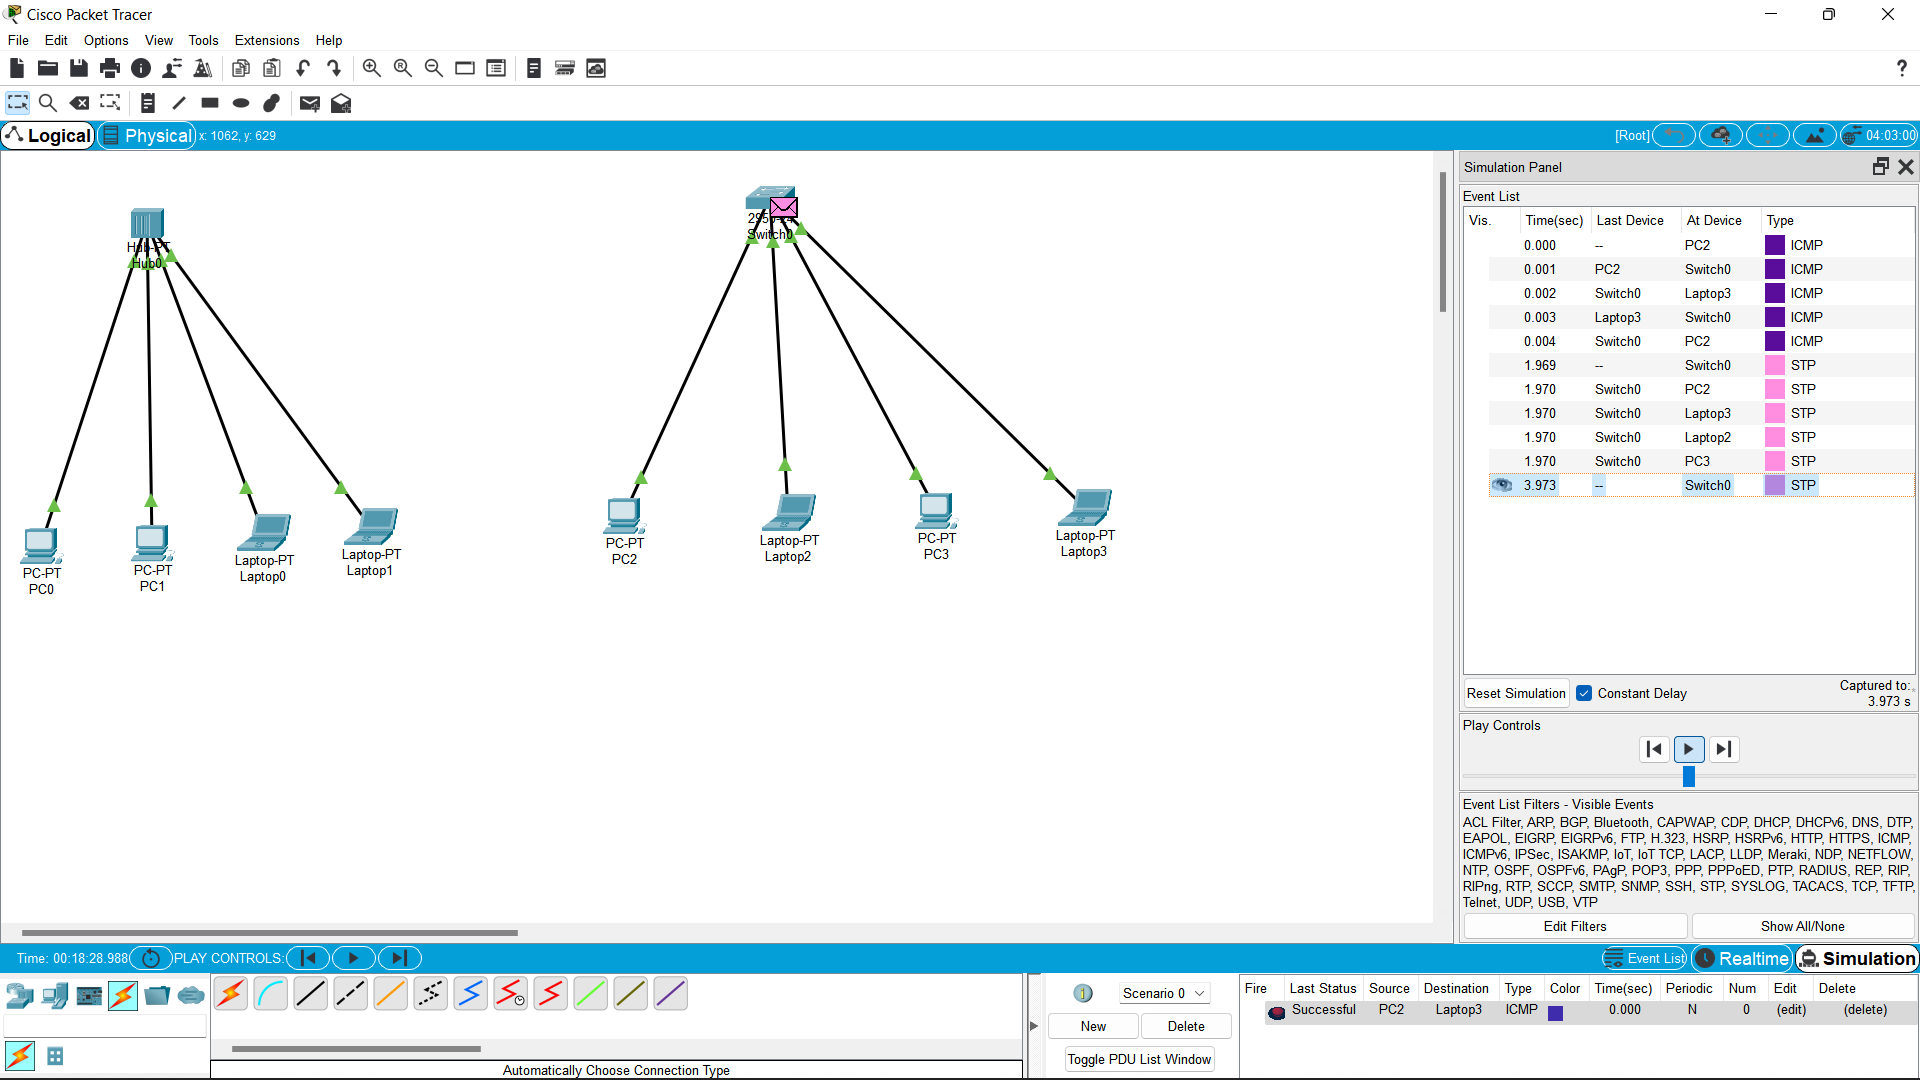 Cisco Packet Tracer
File Edit Options View Tools Extensions Help
Logical Physical x: 1062, y: 629 [Root] 04:03:00
Simulation Panel
Event List
Vis. Time(sec) Last Device At Device Type
0.000 -- PC2 ICMP
0.001 PC2 Switch0 ICMP
0.002 Switch0 Laptop3 ICMP
0.003 Laptop3 Switch0 ICMP
0.004 Switch0 PC2 ICMP
1.969 -- Switch0 STP
1.970 Switch0 PC2 STP
1.970 Switch0 Laptop3 STP
1.970 Switch0 Laptop2 STP
1.970 Switch0 PC3 STP
3.973 -- Switch0 STP
Hub-PT
Hub0
Switch0
PC-PT
PC0
PC-PT
PC1
Laptop-PT
Laptop0
Laptop-PT
Laptop1
PC-PT
PC2
Laptop-PT
Laptop2
PC-PT
PC3
Laptop-PT
Laptop3
Reset Simulation Constant Delay Captured to:
3.973 s
Play Controls
Event List Filters - Visible Events
ACL Filter, ARP, BGP, Bluetooth, CAPWAP, CDP, DHCP, DHCPv6, DNS, DTP,
EAPOL, EIGRP, EIGRPv6, FTP, H.323, HSRP, HSRPv6, HTTP, HTTPS, ICMP,
ICMPv6, IPSec, ISAKMP, IoT, IoT TCP, LACP, LLDP, Meraki, NDP, NETFLOW,
NTP, OSPF, OSPFv6, PAgP, POP3, PPP, PPPoED, PTP, RADIUS, REP, RIP,
RIPng, RTP, SCCP, SMTP, SNMP, SSH, STP, SYSLOG, TACACS, TCP, TFTP,
Telnet, UDP, USB, VTP
Edit Filters Show All/None
Time: 00:18:28.988 PLAY CONTROLS: Event List Realtime Simulation
Automatically Choose Connection Type
Scenario 0
New Delete
Toggle PDU List Window
Fire Last Status Source Destination Type Color Time(sec) Periodic Num Edit Delete
Successful PC2 Laptop3 ICMP 0.000 N 0 (edit) (delete)